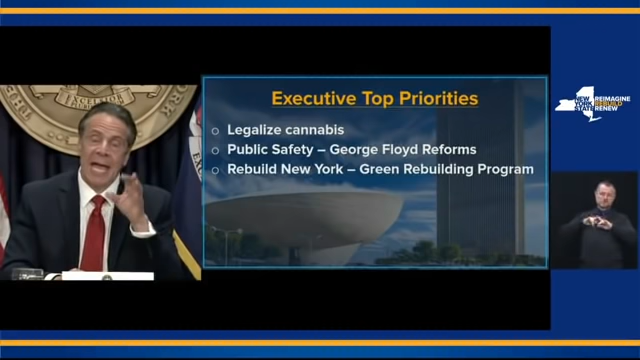 EXCELSIOR
Executive Top Priorities
Legalize cannabis
Public Safety – George Floyd Reforms
Rebuild New York – Green Rebuilding Program
NEW
YORK
STATE
REIMAGINE
REBUILD
RENEW